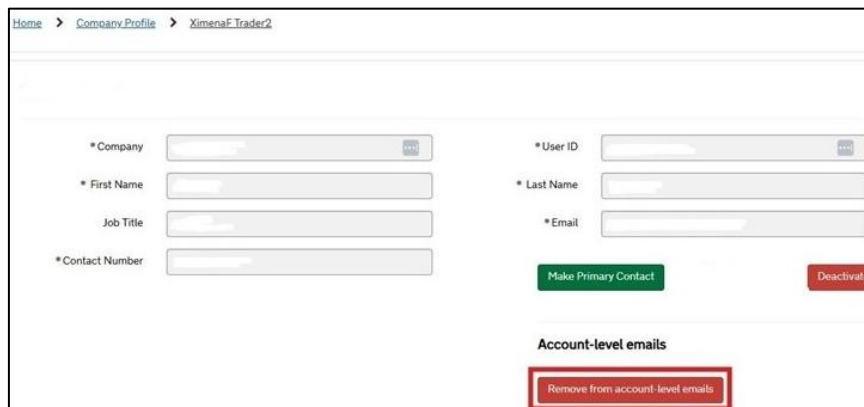 Home > Company Profile > XimenaF Trader2
* Company
* User ID
* First Name
* Last Name
Job Title
* Email
* Contact Number
Make Primary Contact
Deactivat
Account-level emails
Remove from account-level emails